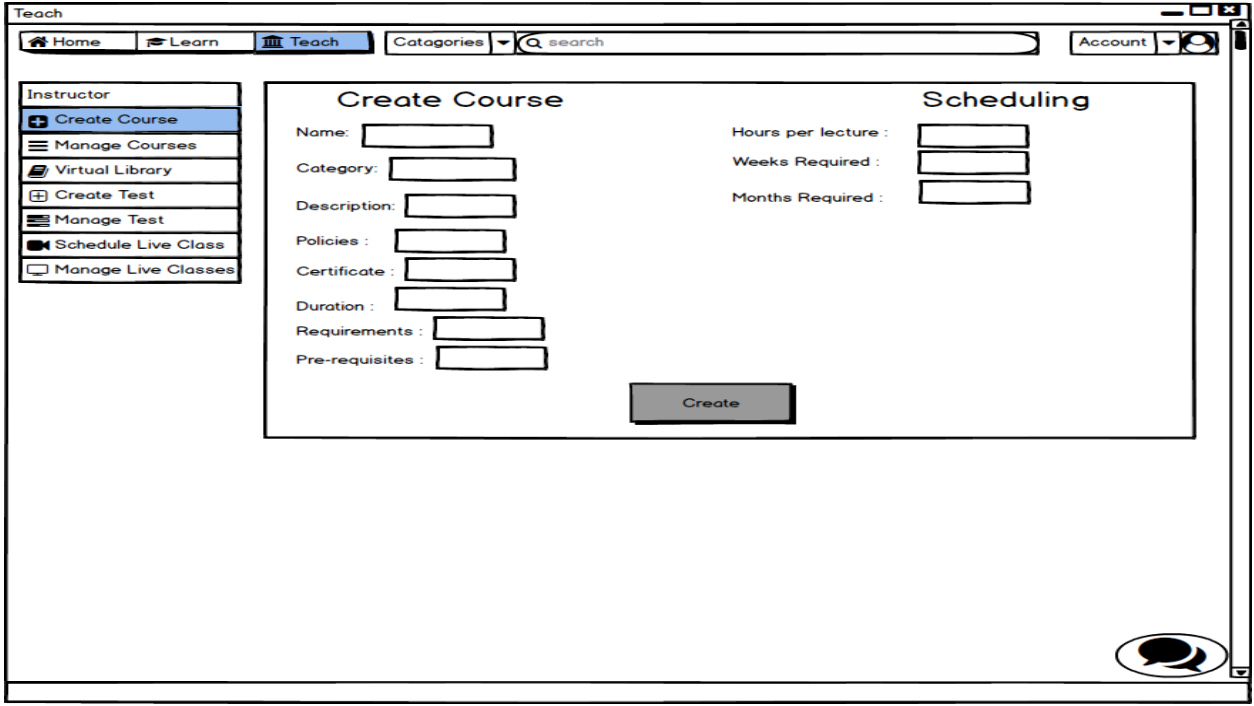 Teach
Home Learn Teach Catagories search Account
Instructor
Create Course
Manage Courses
Virtual Library
Create Test
Manage Test
Schedule Live Class
Manage Live Classes
Create Course
Name:
Category:
Description:
Policies :
Certificate :
Duration :
Requirements :
Pre-requisites :
Scheduling
Hours per lecture :
Weeks Required :
Months Required :
Create